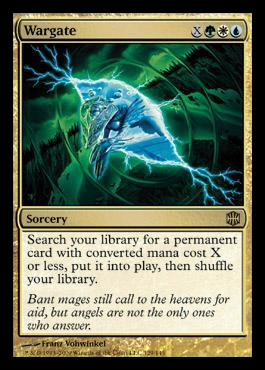 Wargate X
Sorcery
Search your library for a permanent
card with converted mana cost X
or less, put it into play, then shuffle
your library.
Bant mages still call to the heavens for
aid, but angels are not the only ones
who answer.
Franz Vohwinkel